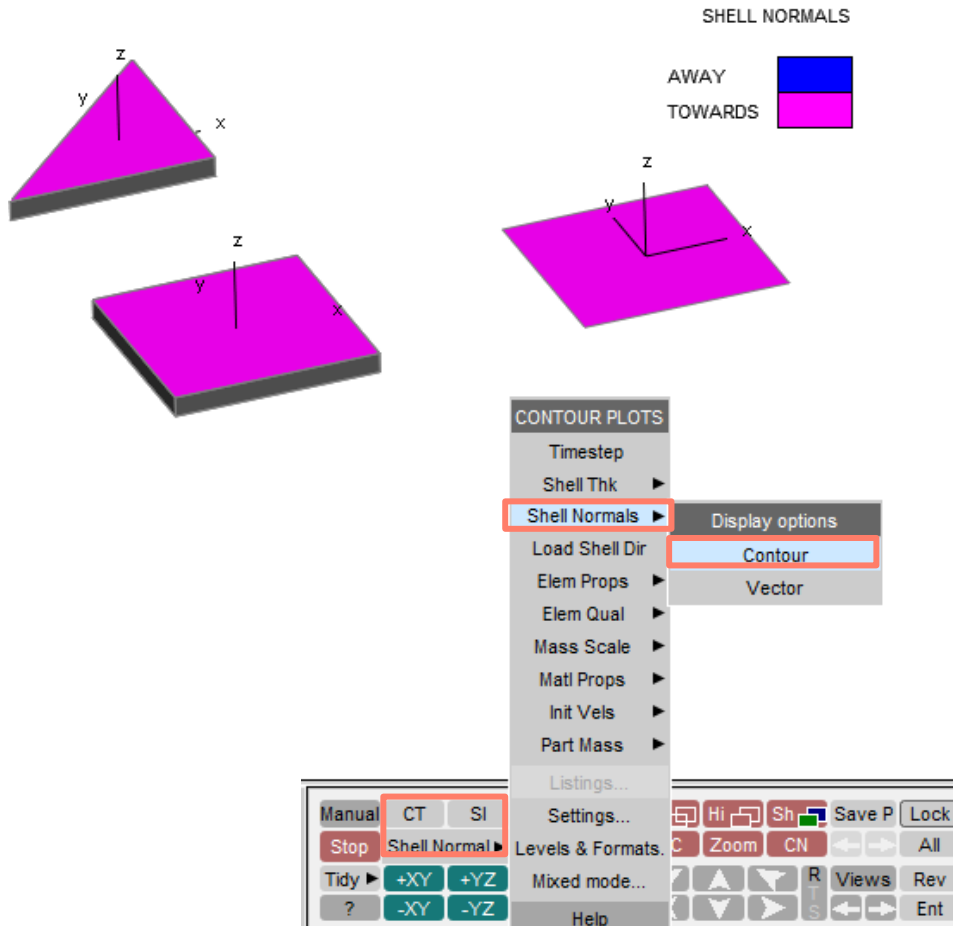 SHELL NORMALS
AWAY
TOWARDS
z
y
x
z
y
x
z
y
x
CONTOUR PLOTS
Timestep
Shell Thk
Shell Normals
Load Shell Dir
Elem Props
Elem Qual
Mass Scale
Matl Props
Init Vels
Part Mass
Listings...
Settings...
Levels & Formats.
Mixed mode...
Help
Display options
Contour
Vector
Manual CT SI Hi Sh Save P Lock
Stop Shell Normal C Zoom CN All
Tidy +XY +YZ R Views Rev
T
? -XY -YZ S Ent